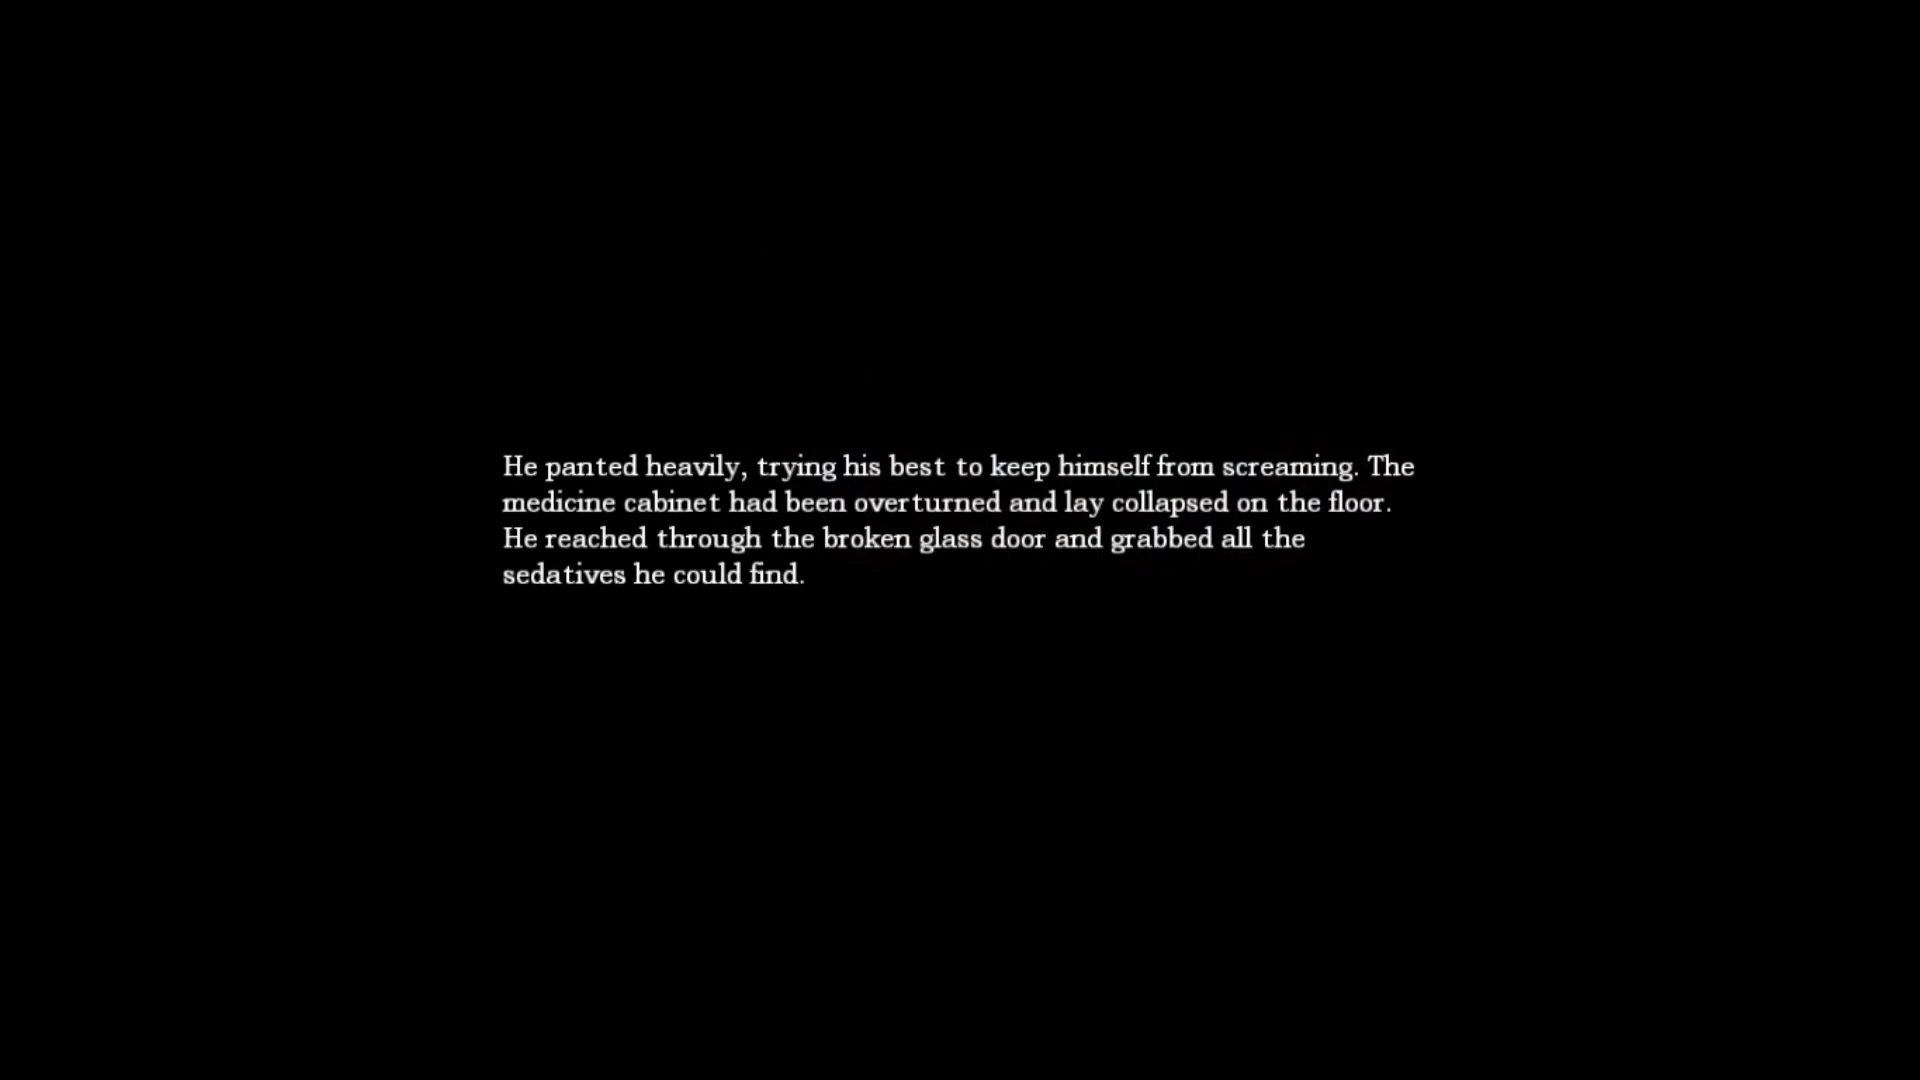 He panted heavily, trying his best to keep himself from screaming. The
medicine cabinet had been overturned and lay collapsed on the floor.
He reached through the broken glass door and grabbed all the
sedatives he could find.